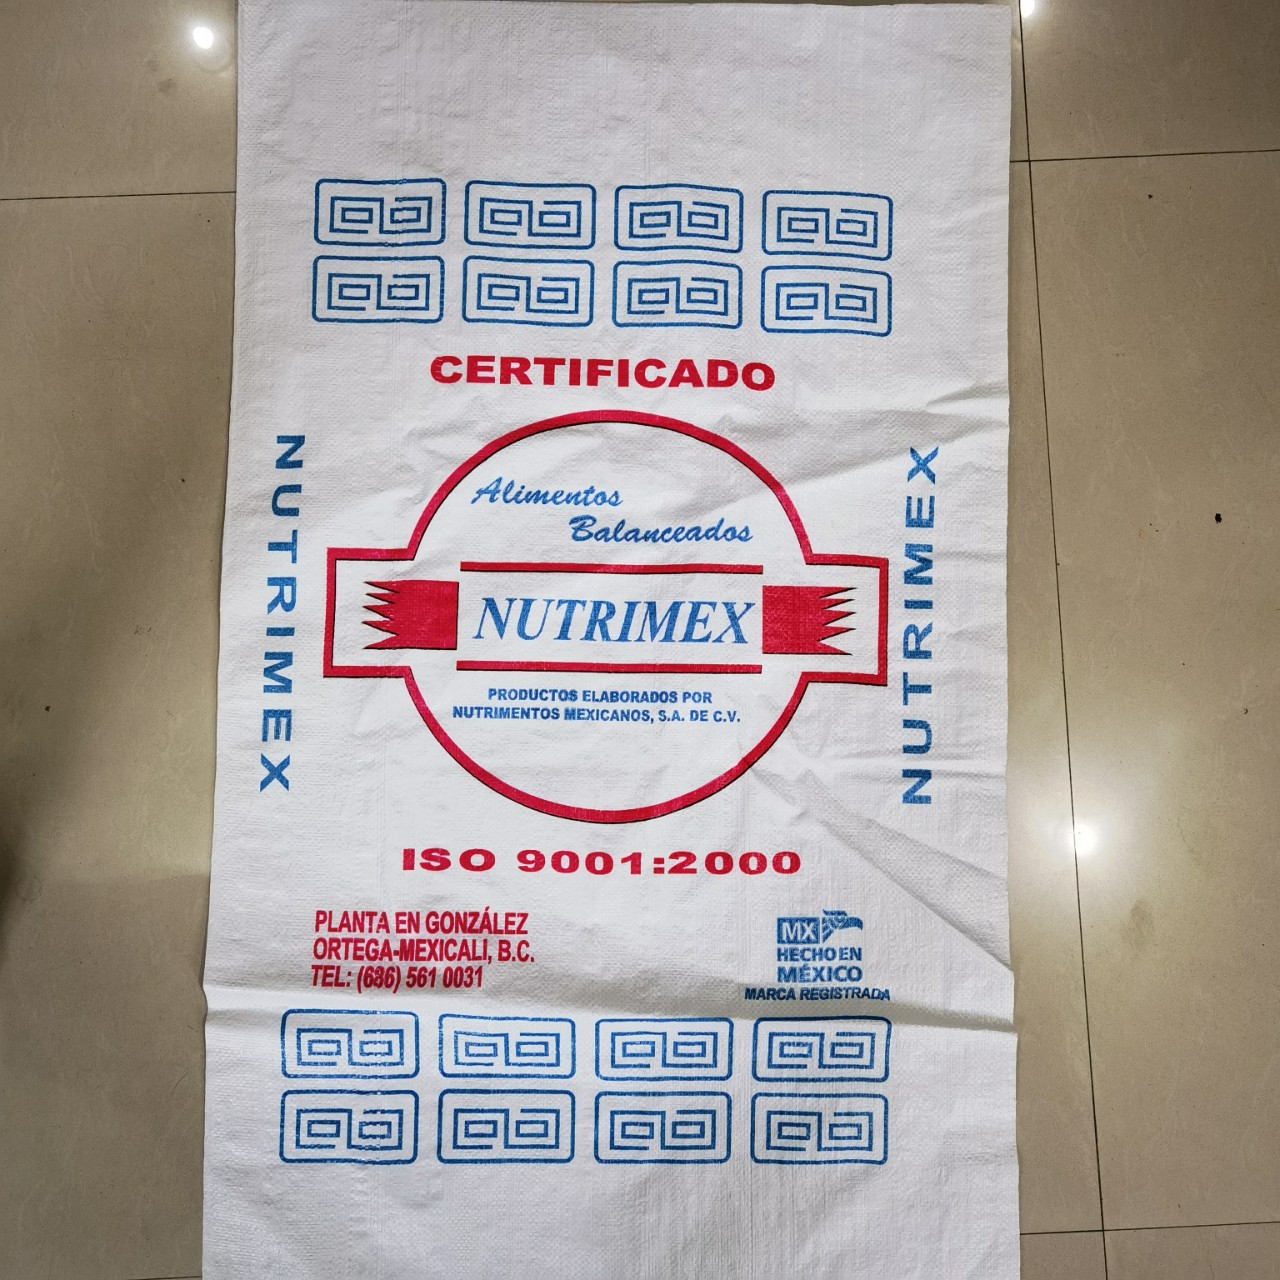 CERTIFICADO
NUTRIMEX
Alimentos
Balanceados
NUTRIMEX
PRODUCTOS ELABORADOS POR
NUTRIMENTOS MEXICANOS, S.A. DE C.V.
NUTRIMEX
ISO 9001:2000
PLANTA EN GONZÁLEZ
ORTEGA-MEXICALI, B.C.
TEL: (686) 561 0031
MX
HECHO EN
MÉXICO
MARCA REGISTRADA